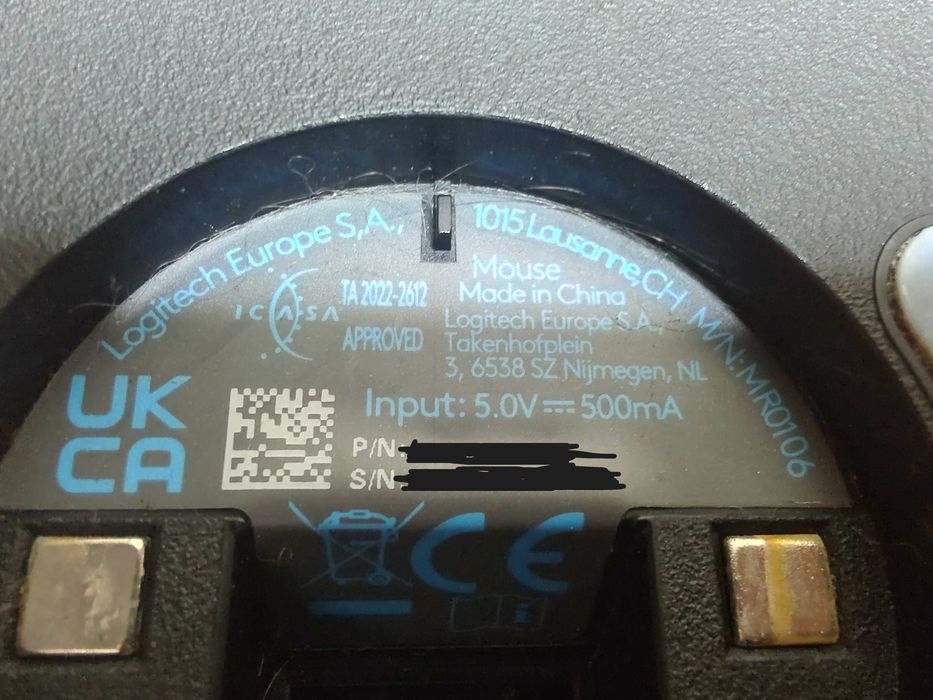 Logitech Europe S.A., 1015 Lausanne, CH M/N: MR0106
ICASA
TA 2022-2612
APPROVED
Mouse
Made in China
Logitech Europe S.A.,
Takenhofplein
3, 6538 SZ Nijmegen, NL
UK
CA
Input: 5.0V ⎓ 500mA
P/N
S/N
CE